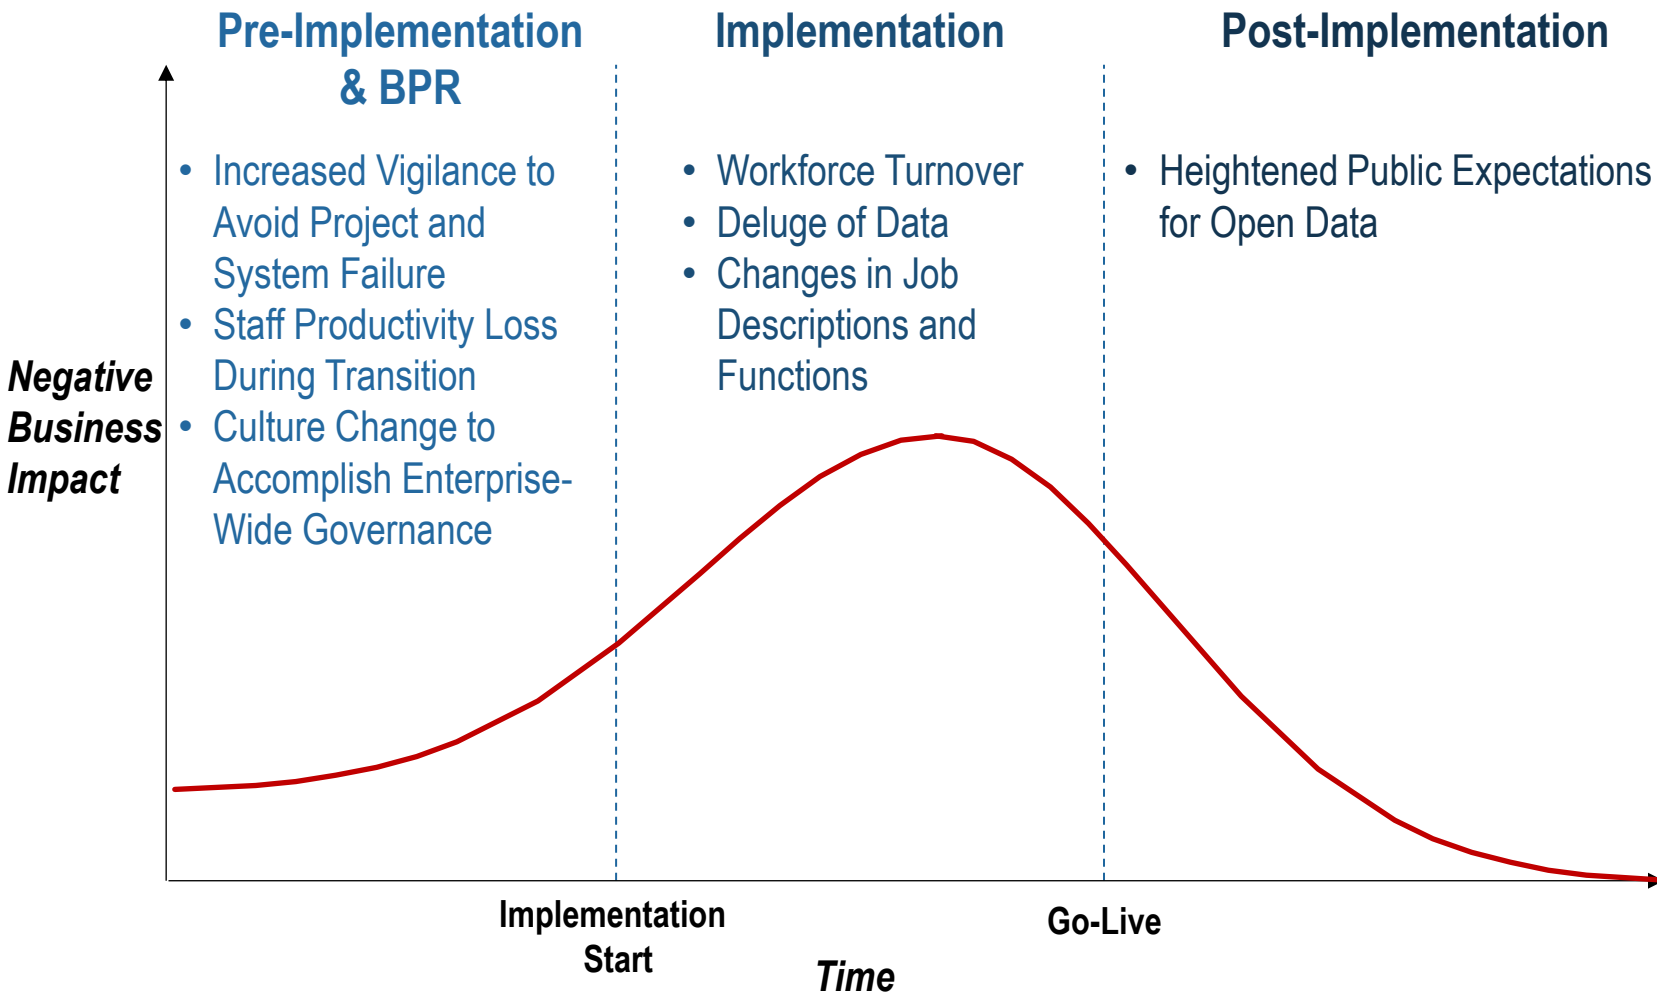 Pre-Implementation
& BPR
Implementation
Post-Implementation
• Increased Vigilance to
Avoid Project and
System Failure
• Staff Productivity Loss
During Transition
• Culture Change to
Accomplish Enterprise-
Wide Governance
• Workforce Turnover
• Deluge of Data
• Changes in Job
Descriptions and
Functions
• Heightened Public Expectations
for Open Data
Negative
Business
Impact
Implementation
Start
Go-Live
Time